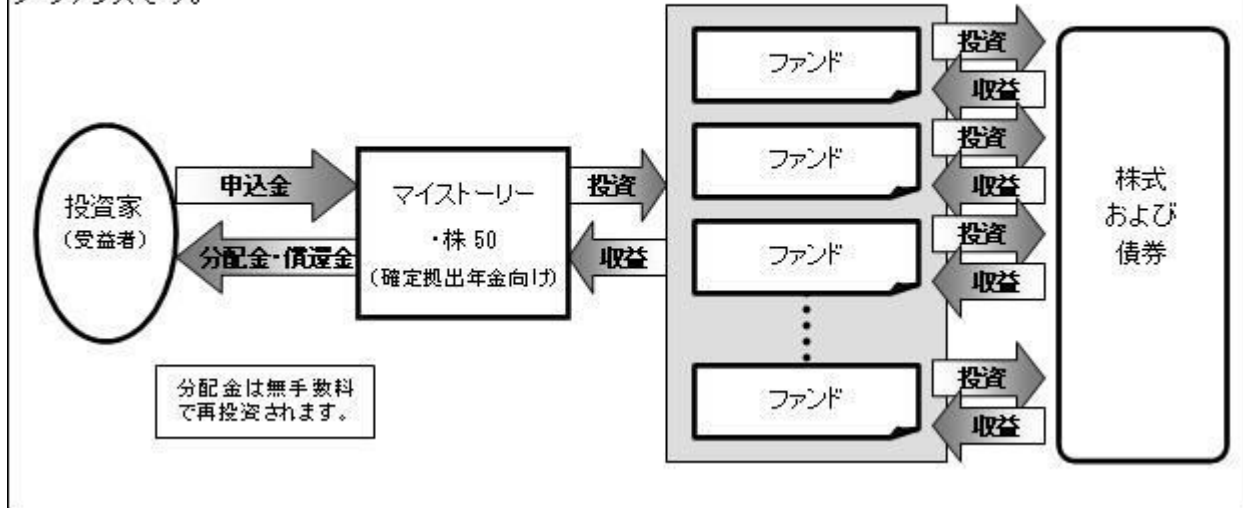 投資家
(受益者)
申込金
分配金・償還金
マイストーリー
・株50
(確定拠出年金向け)
投資
収益
ファンド
ファンド
ファンド
ファンド
投資
収益
投資
収益
投資
収益
投資
収益
株式
および
債券
分配金は無手数料
で再投資されます。